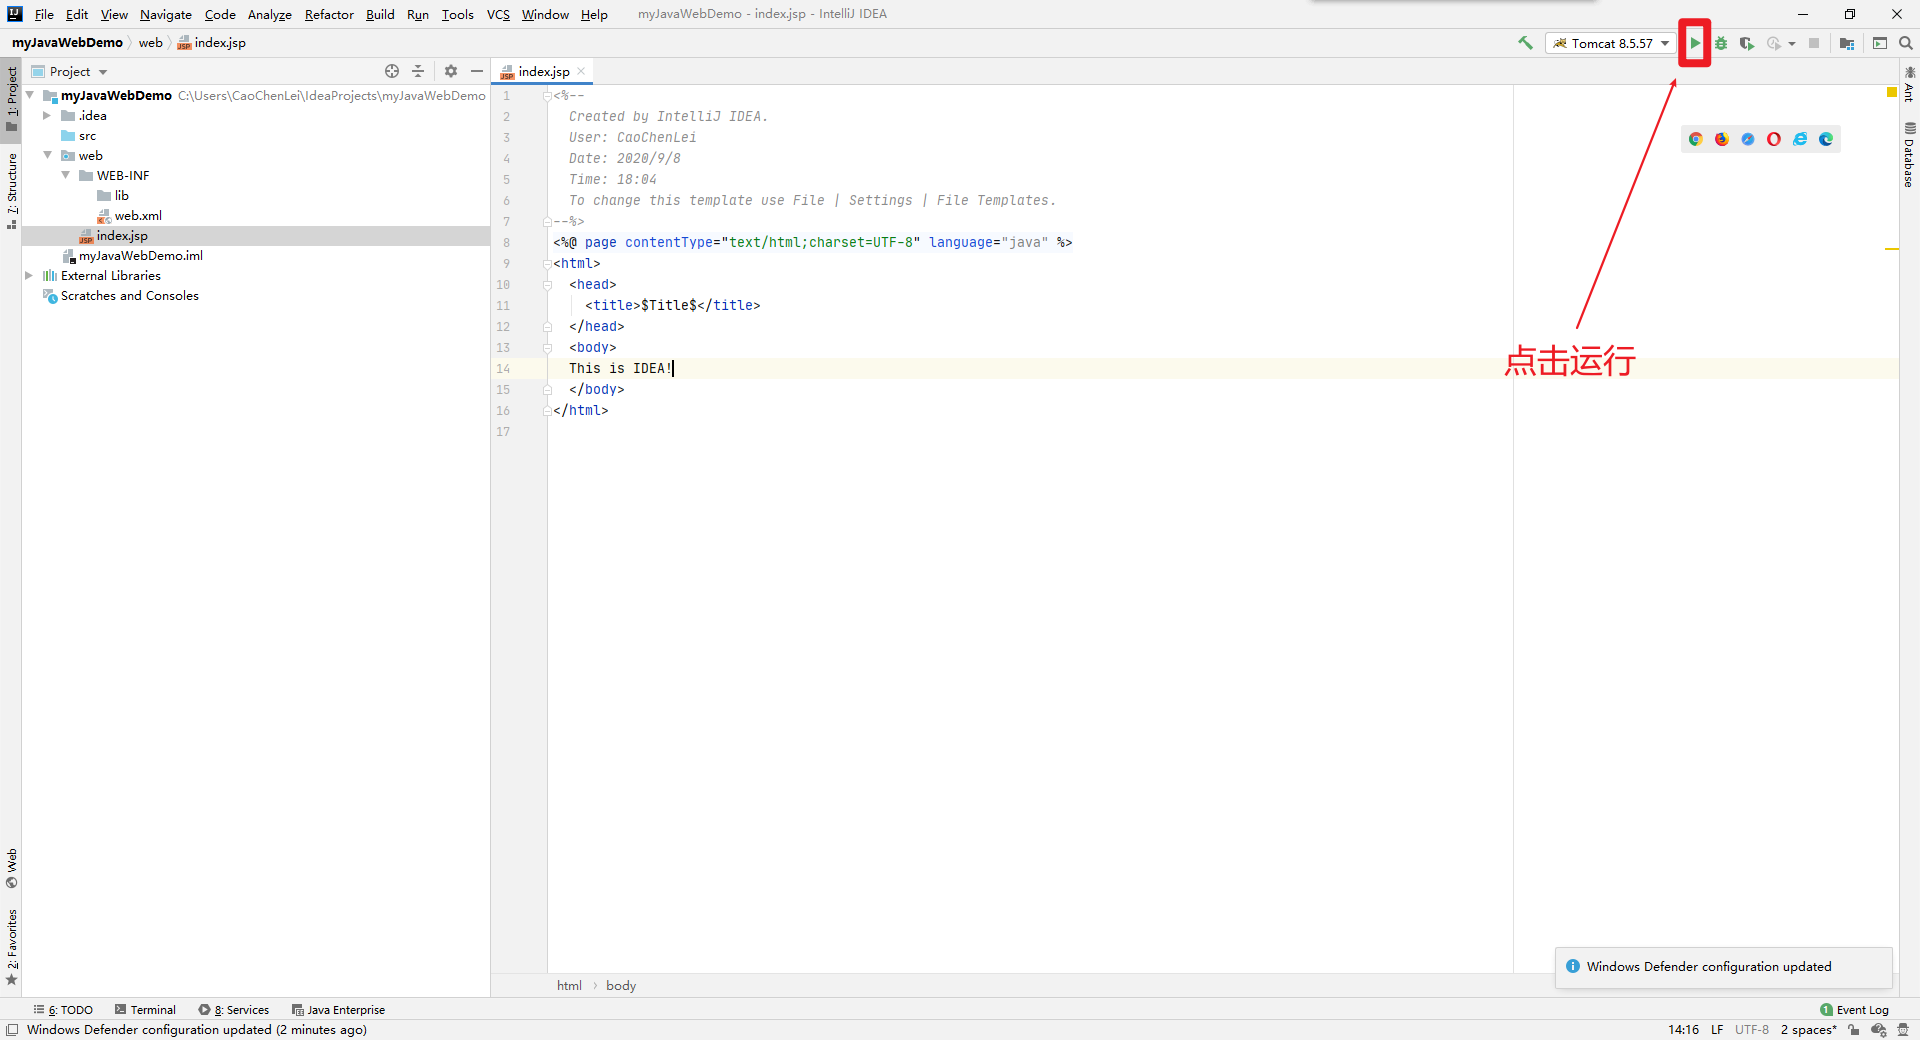 File Edit View Navigate Code Analyze Refactor Build Run Tools VCS Window Help myJavaWebDemo - index.jsp - IntelliJ IDEA
myJavaWebDemo web index.jsp Tomcat 8.5.57
1: Project
7: Structure
Web
2: Favorites
Project
myJavaWebDemo C:\Users\CaoChenLei\IdeaProjects\myJavaWebDemo
.idea
src
web
WEB-INF
lib
web.xml
index.jsp
myJavaWebDemo.iml
External Libraries
Scratches and Consoles
index.jsp
1 <%--
2 Created by IntelliJ IDEA.
3 User: CaoChenLei
4 Date: 2020/9/8
5 Time: 18:04
6 To change this template use File | Settings | File Templates.
7 --%>
8 <%@ page contentType="text/html;charset=UTF-8" language="java" %>
9 <html>
10 <head>
11 <title>$Title$</title>
12 </head>
13 <body>
14 This is IDEA!
15 </body>
16 </html>
17
点击运行
Ant
Database
html body
Windows Defender configuration updated
6: TODO Terminal 8: Services Java Enterprise 1 Event Log
Windows Defender configuration updated (2 minutes ago) 14:16 LF UTF-8 2 spaces*